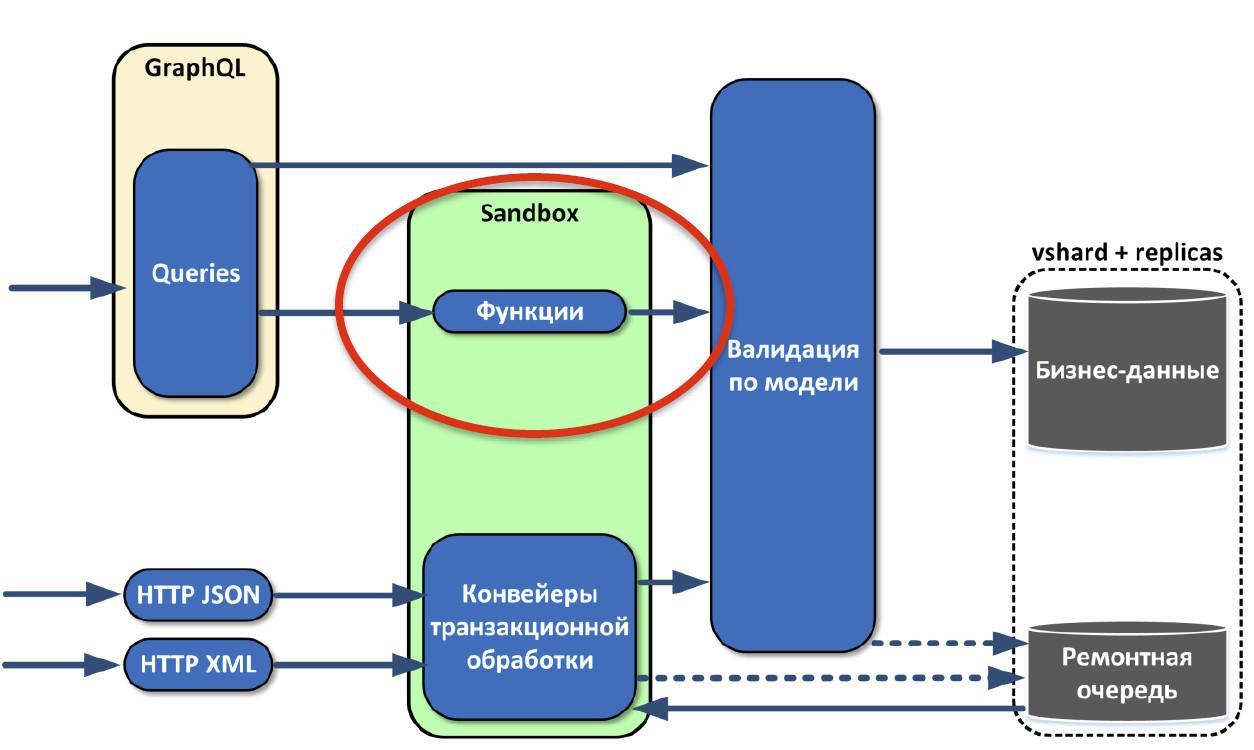 GraphQL
Queries
Sandbox
Функции
Валидация
по модели
vshard + replicas
Бизнес-данные
HTTP JSON
HTTP XML
Конвейеры
транзакционной
обработки
Ремонтная
очередь